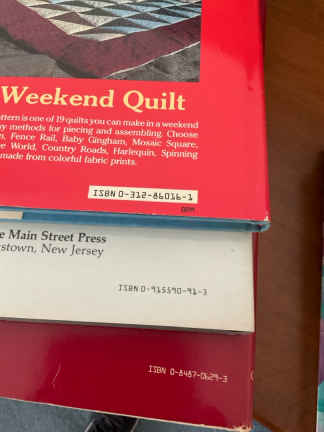 Weekend Quilt
ttern is one of 19 quilts you can make in a weekend
y methods for piecing and assembling. Choose
n, Fence Rail, Baby Gingham, Mosaic Square,
e World, Country Roads, Harlequin, Spinning
made from colorful fabric prints.
ISBN 0-312-86016-1
e Main Street Press
stown, New Jersey
ISBN 0-915590-91-3
ISBN 0-8487-0629-3